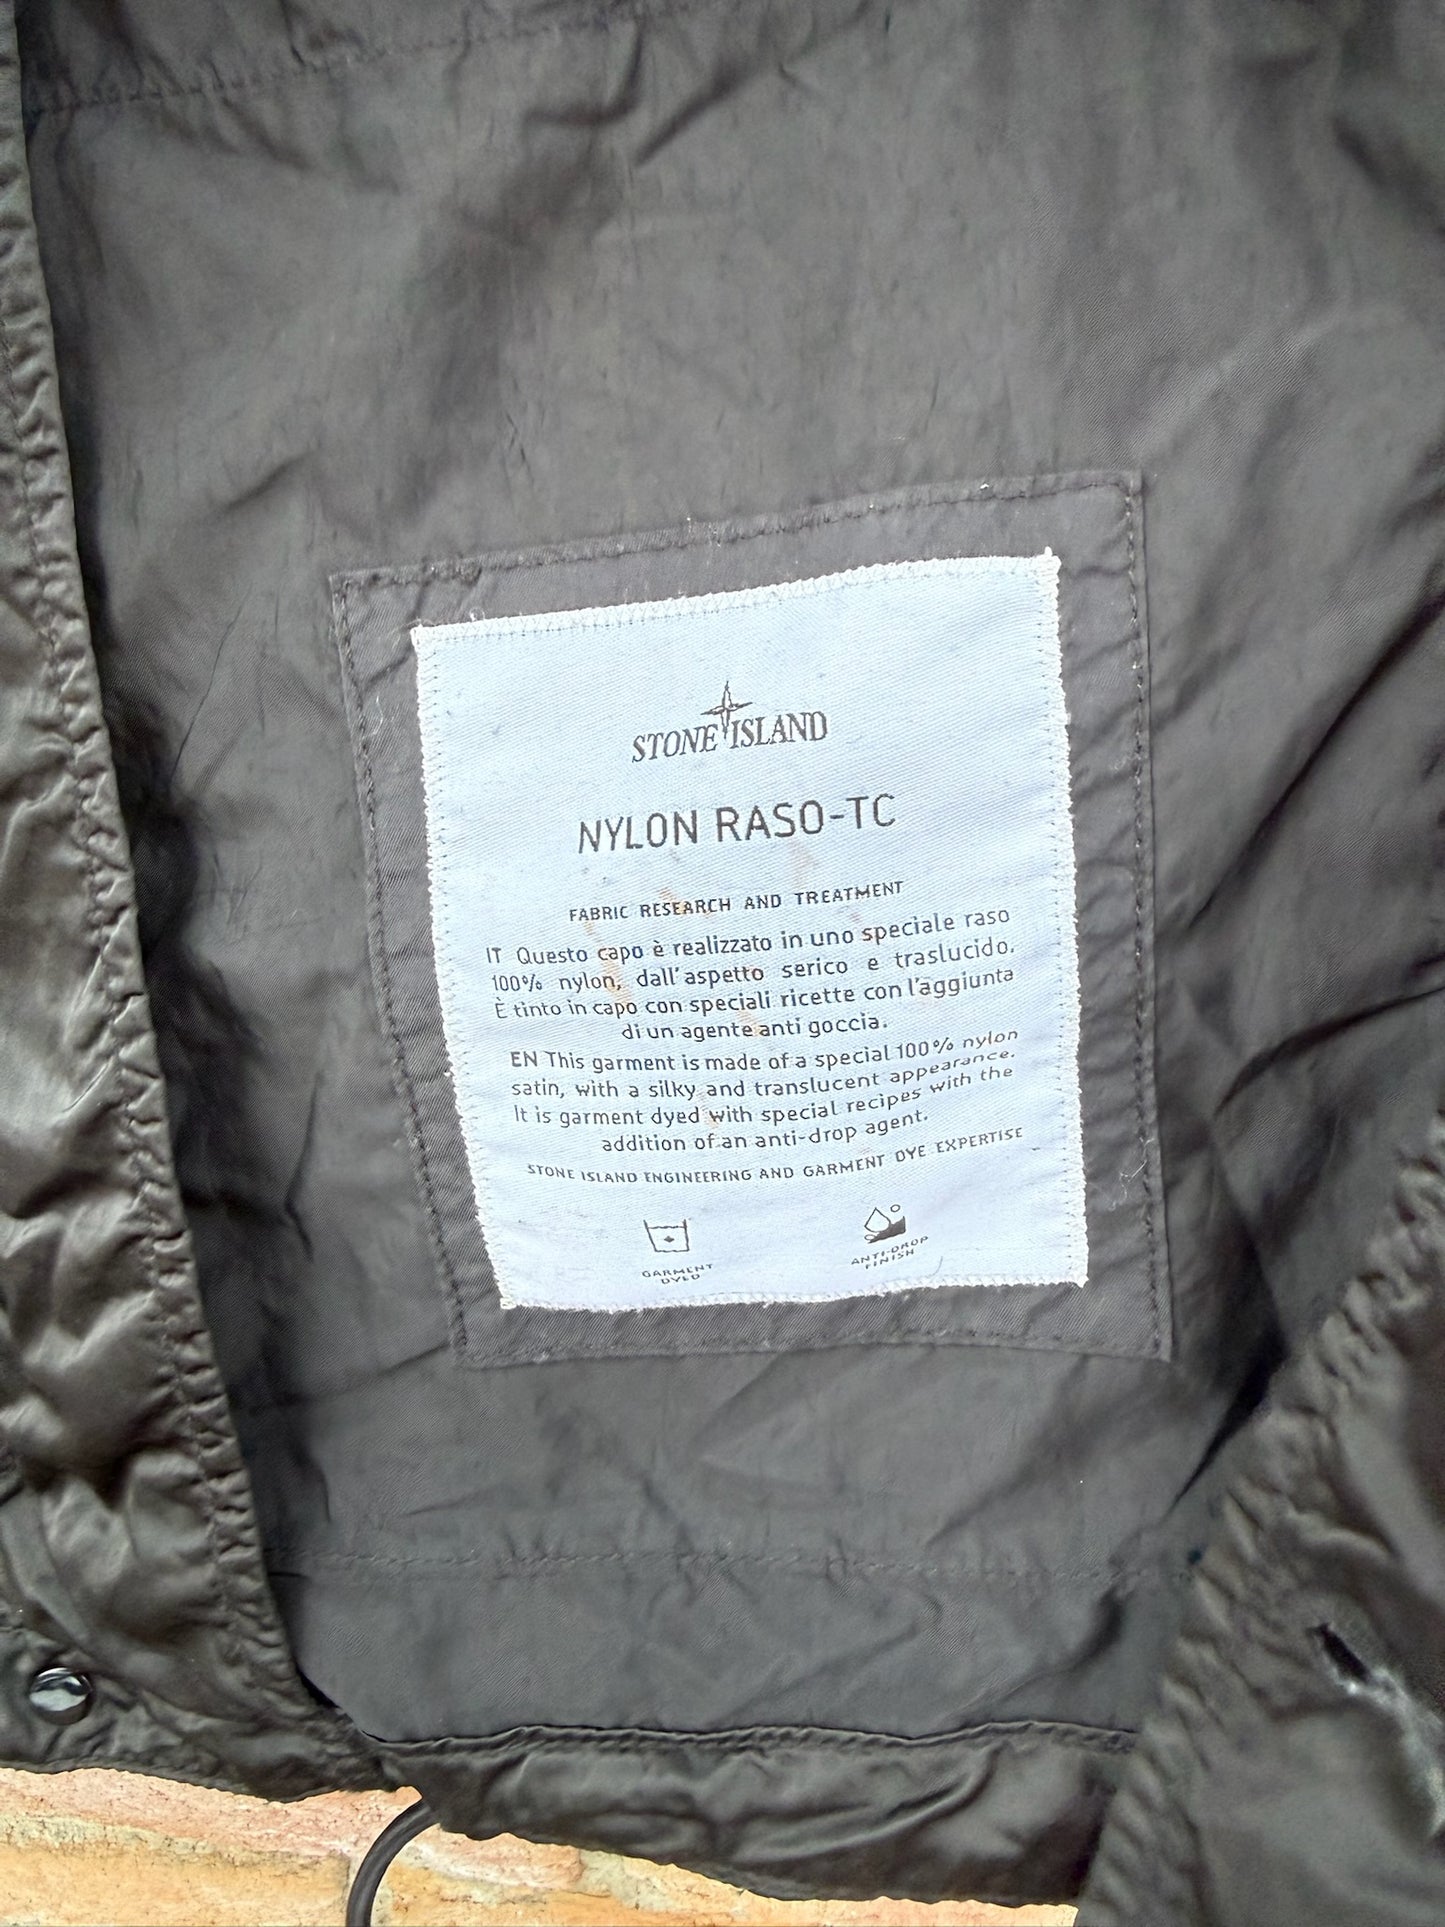 STONE ISLAND
NYLON RASO-TC
FABRIC RESEARCH AND TREATMENT
IT Questo capo è realizzato in uno speciale raso
100% nylon, dall'aspetto serico e traslucido.
È tinto in capo con speciali ricette con l'aggiunta
di un agente anti goccia.
EN This garment is made of a special 100% nylon
satin, with a silky and translucent appearance.
It is garment dyed with special recipes with the
addition of an anti-drop agent.
STONE ISLAND ENGINEERING AND GARMENT DYE EXPERTISE
GARMENT
DYED
ANTI-DROP
FINISH